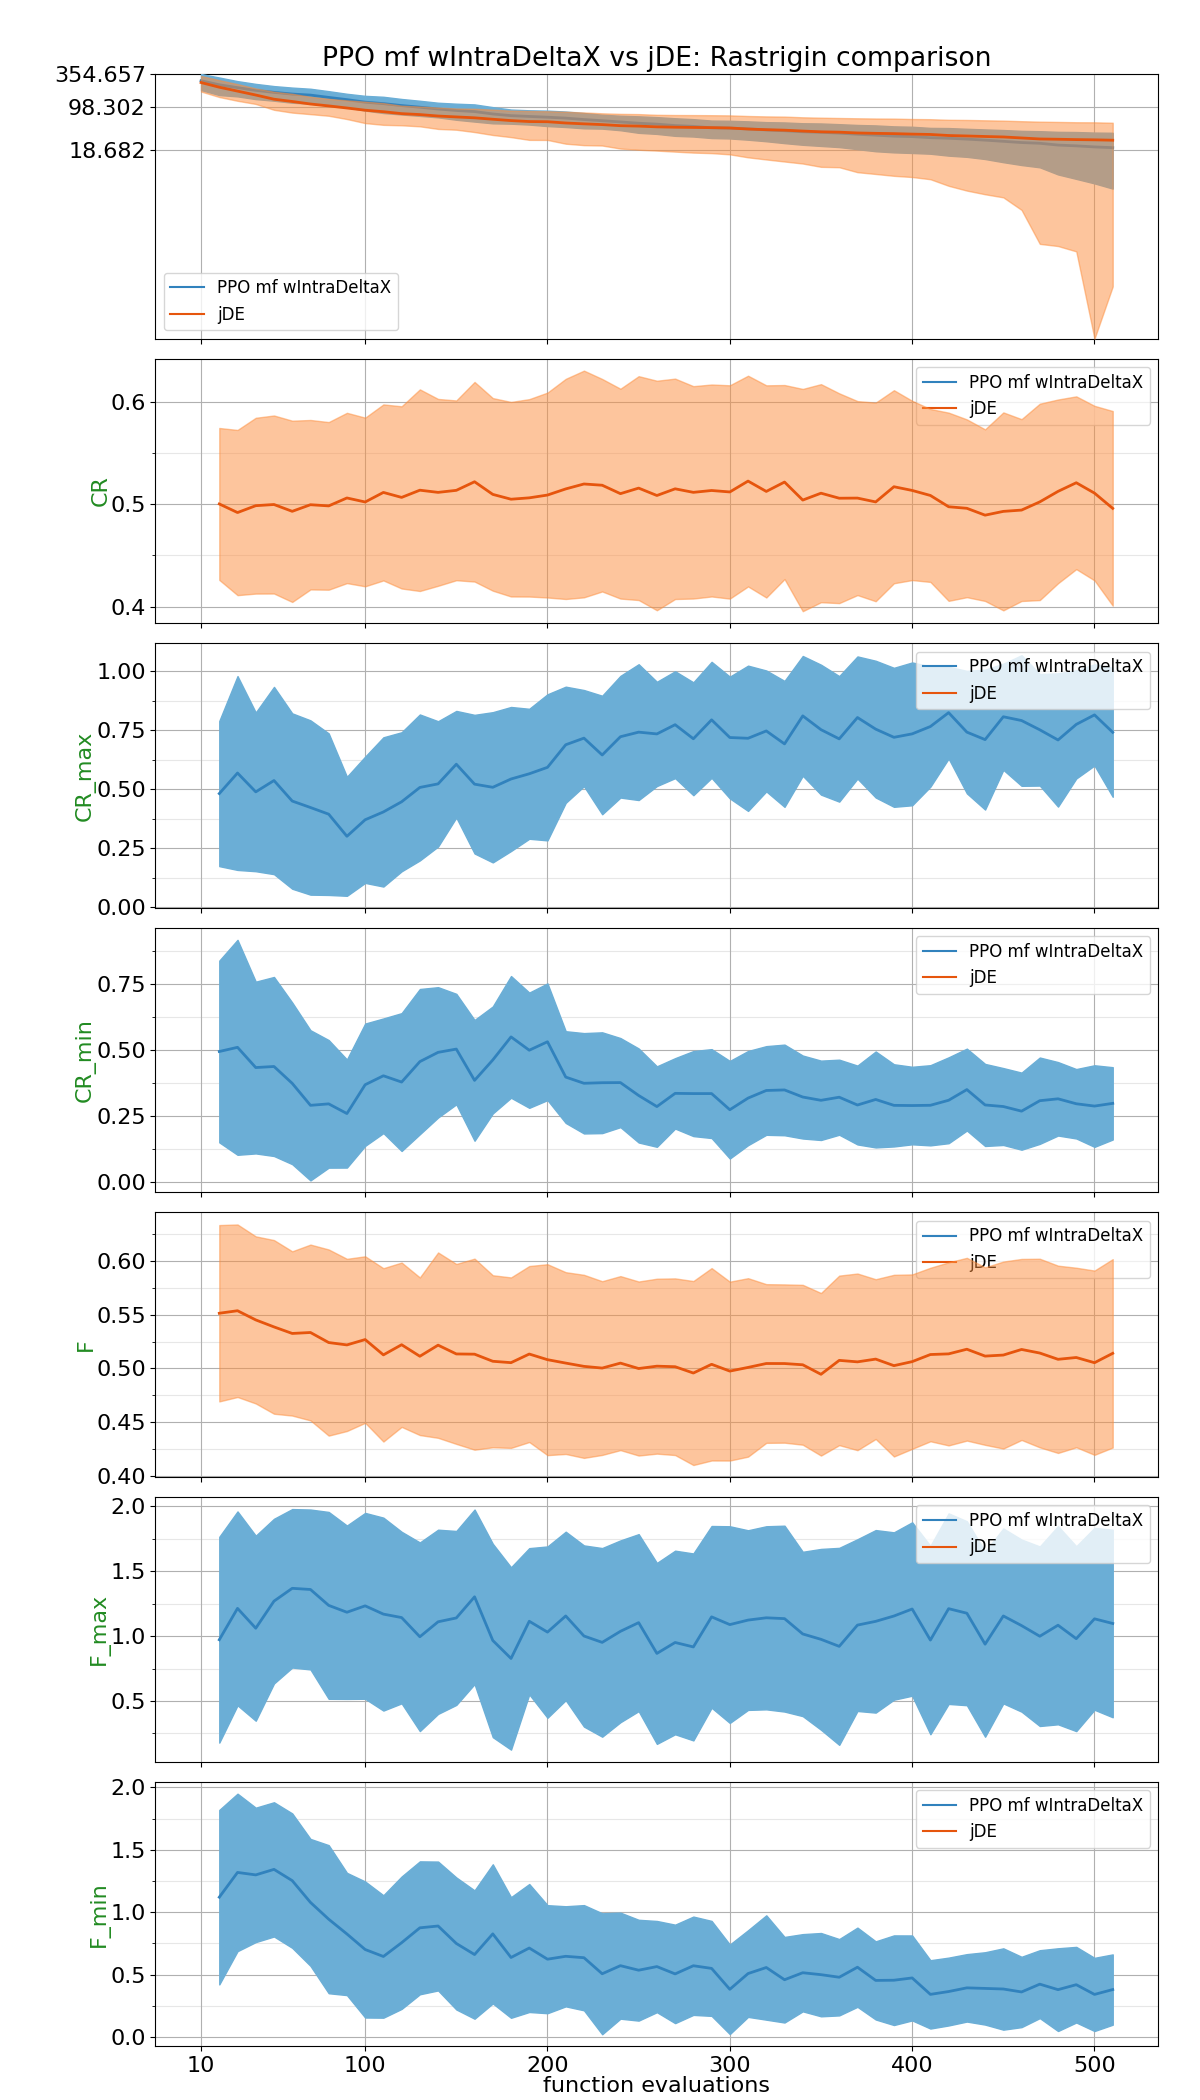 PPO mf wIntraDeltaX vs jDE: Rastrigin comparison
354.657
98.302
18.682
PPO mf wIntraDeltaX
jDE
0.6
0.5
0.4
CR
PPO mf wIntraDeltaX
jDE
1.00
0.75
0.50
0.25
0.00
CR_max
PPO mf wIntraDeltaX
jDE
0.75
0.50
0.25
0.00
CR_min
PPO mf wIntraDeltaX
jDE
0.60
0.55
0.50
0.45
0.40
F
PPO mf wIntraDeltaX
jDE
2.0
1.5
1.0
0.5
F_max
PPO mf wIntraDeltaX
jDE
2.0
1.5
1.0
0.5
0.0
F_min
PPO mf wIntraDeltaX
jDE
10 100 200 300 400 500
function evaluations